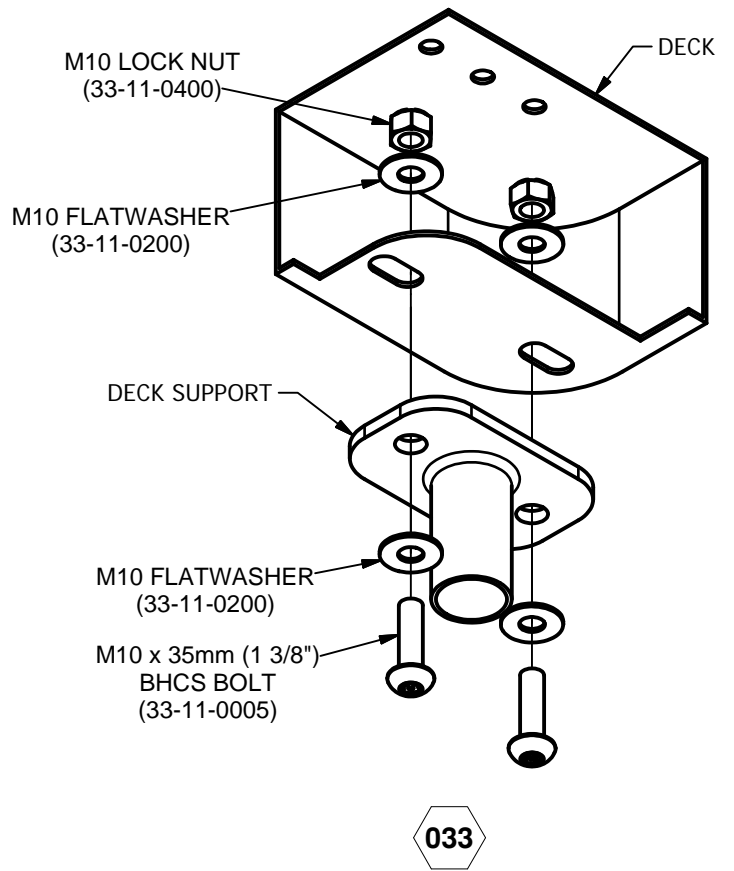 M10 LOCK NUT
(33-11-0400)
DECK
M10 FLATWASHER
(33-11-0200)
DECK SUPPORT
M10 FLATWASHER
(33-11-0200)
M10 x 35mm (1 3/8")
BHCS BOLT
(33-11-0005)
033